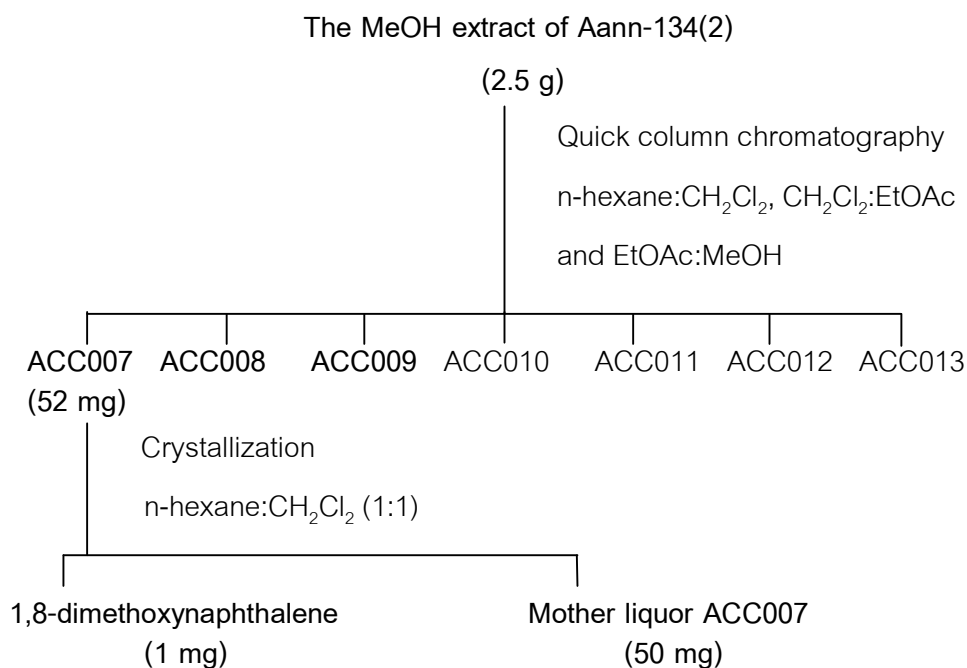 The MeOH extract of Aann-134(2)
(2.5 g)
Quick column chromatography
n-hexane:CH₂Cl₂, CH₂Cl₂:EtOAc
and EtOAc:MeOH
ACC007 ACC008 ACC009 ACC010 ACC011 ACC012 ACC013
(52 mg)
Crystallization
n-hexane:CH₂Cl₂ (1:1)
1,8-dimethoxynaphthalene Mother liquor ACC007
(1 mg) (50 mg)